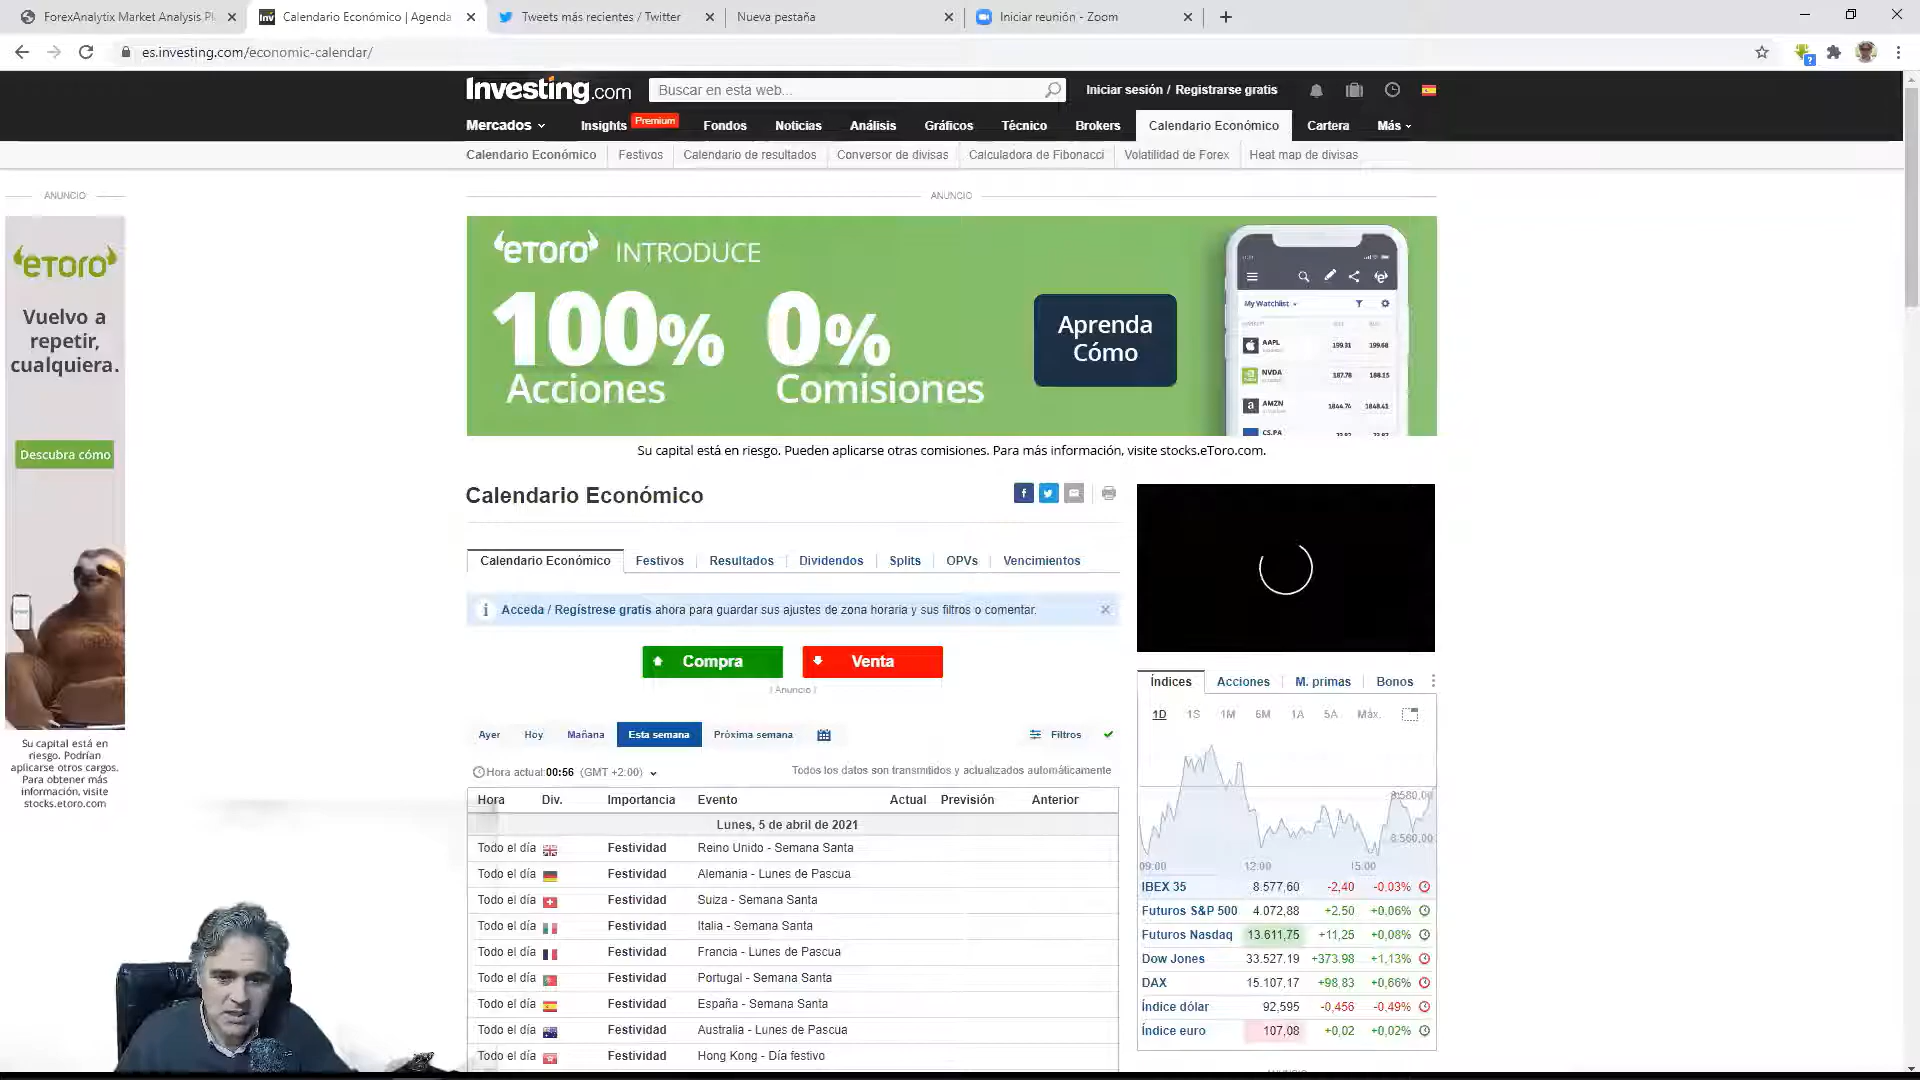 ForexAnalytix Market Analysis Pl
Calendario Económico | Agenda
Tweets más recientes / Twitter
Nueva pestaña
Iniciar reunión - Zoom
es.investing.com/economic-calendar/
Investing.com
Buscar en esta web...
Iniciar sesión / Registrarse gratis
Mercados
Insights
Premium
Fondos
Noticias
Análisis
Gráficos
Técnico
Brokers
Calendario Económico
Cartera
Más
Calendario Económico
Festivos
Calendario de resultados
Conversor de divisas
Calculadora de Fibonacci
Volatilidad de Forex
Heat map de divisas
ANUNCIO
ANUNCIO
eToro
Vuelvo a
repetir,
cualquiera.
Descubra cómo
Su capital está en
riesgo. Podrían
aplicarse otros cargos.
Para obtener más
información, visite
stocks.etoro.com
eToro INTRODUCE
100% 0%
Acciones Comisiones
Aprenda
Cómo
My Watchlist
AAPL 199.31 199.68
NVDA 187.78 188.15
AMZN 1844.74 1848.41
CS.PA
Su capital está en riesgo. Pueden aplicarse otras comisiones. Para más información, visite stocks.eToro.com.
Calendario Económico
Calendario Económico
Festivos
Resultados
Dividendos
Splits
OPVs
Vencimientos
Acceda / Regístrese gratis ahora para guardar sus ajustes de zona horaria y sus filtros o comentar.
Compra
Venta
Anuncio
Ayer
Hoy
Mañana
Esta semana
Próxima semana
Filtros
Hora actual:00:56 (GMT +2:00)
Todos los datos son transmitidos y actualizados automáticamente
Hora Div. Importancia Evento Actual Previsión Anterior
Lunes, 5 de abril de 2021
Todo el día Festividad Reino Unido - Semana Santa
Todo el día Festividad Alemania - Lunes de Pascua
Todo el día Festividad Suiza - Semana Santa
Todo el día Festividad Italia - Semana Santa
Todo el día Festividad Francia - Lunes de Pascua
Todo el día Festividad Portugal - Semana Santa
Todo el día Festividad España - Semana Santa
Todo el día Festividad Australia - Lunes de Pascua
Todo el día Festividad Hong Kong - Día festivo
Índices
Acciones
M. primas
Bonos
1D 1S 1M 6M 1A 5A Máx.
8.580,00
8.560,00
09:00 12:00 15:00
IBEX 35 8.577,60 -2,40 -0,03%
Futuros S&P 500 4.072,88 +2,50 +0,06%
Futuros Nasdaq 13.611,75 +11,25 +0,08%
Dow Jones 33.527,19 +373,98 +1,13%
DAX 15.107,17 +98,83 +0,66%
Índice dólar 92,595 -0,456 -0,49%
Índice euro 107,08 +0,02 +0,02%